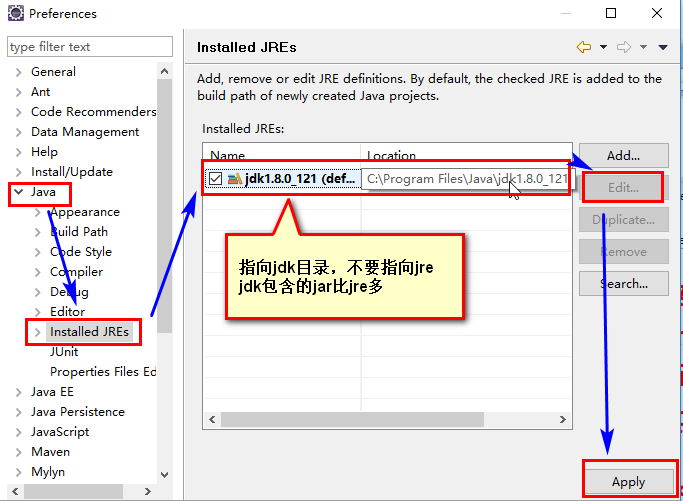 Preferences
type filter text
General
Ant
Code Recommenders
Data Management
Help
Install/Update
Java
Appearance
Build Path
Code Style
Compiler
Debug
Editor
Installed JREs
JUnit
Properties Files Ed
Java EE
Java Persistence
JavaScript
Maven
Mylyn
Installed JREs
Add, remove or edit JRE definitions. By default, the checked JRE is added to the
build path of newly created Java projects.
Installed JREs:
Name Location
jdk1.8.0_121 (def... C:\Program Files\Java\jdk1.8.0_121
指向jdk目录，不要指向jre
jdk包含的jar比jre多
Add...
Edit...
Duplicate...
Remove
Search...
Apply